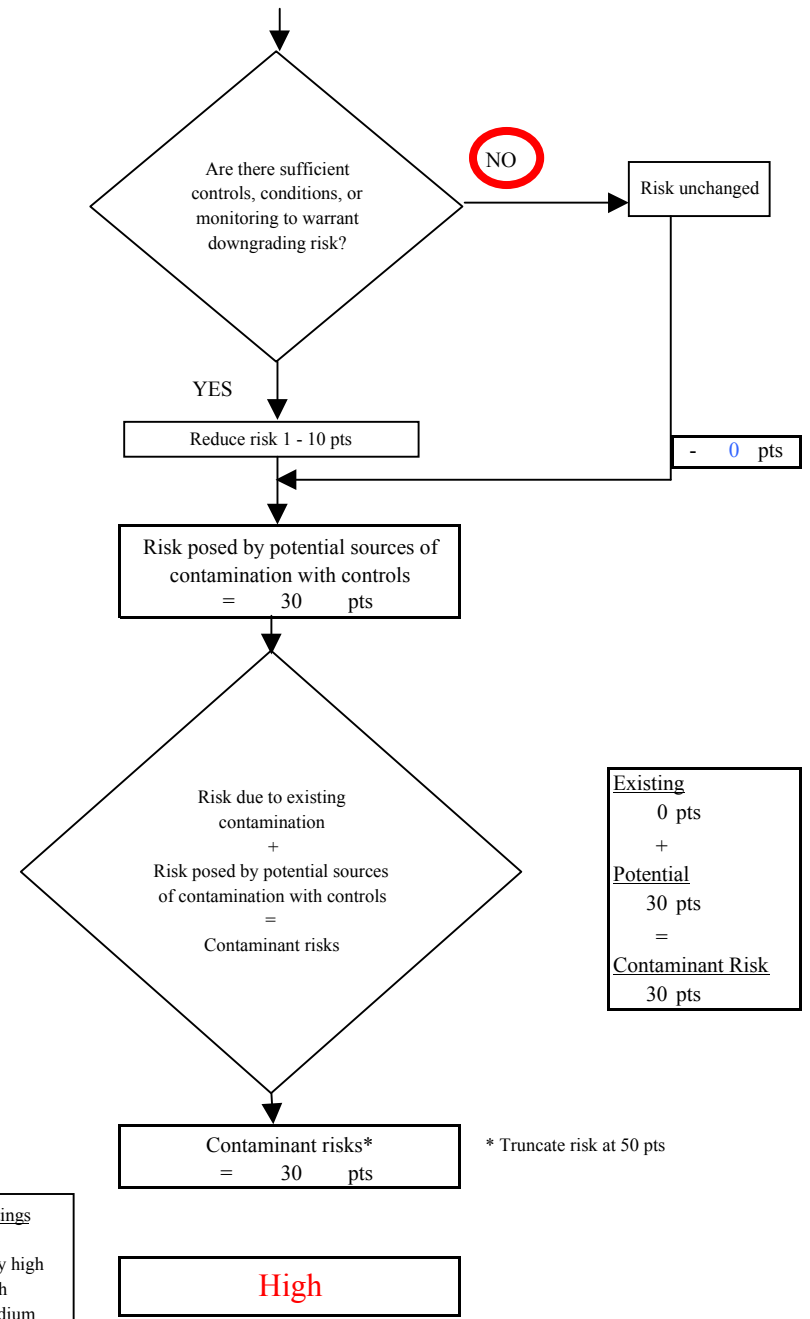 Are there sufficient
controls, conditions, or
monitoring to warrant
downgrading risk?
NO
Risk unchanged
YES
Reduce risk 1 - 10 pts
- 0 pts
Risk posed by potential sources of
contamination with controls
= 30 pts
Risk due to existing
contamination
+
Risk posed by potential sources
of contamination with controls
=
Contaminant risks
Existing
0 pts
+
Potential
30 pts
=
Contaminant Risk
30 pts
Contaminant risks*
= 30 pts
* Truncate risk at 50 pts
high
High